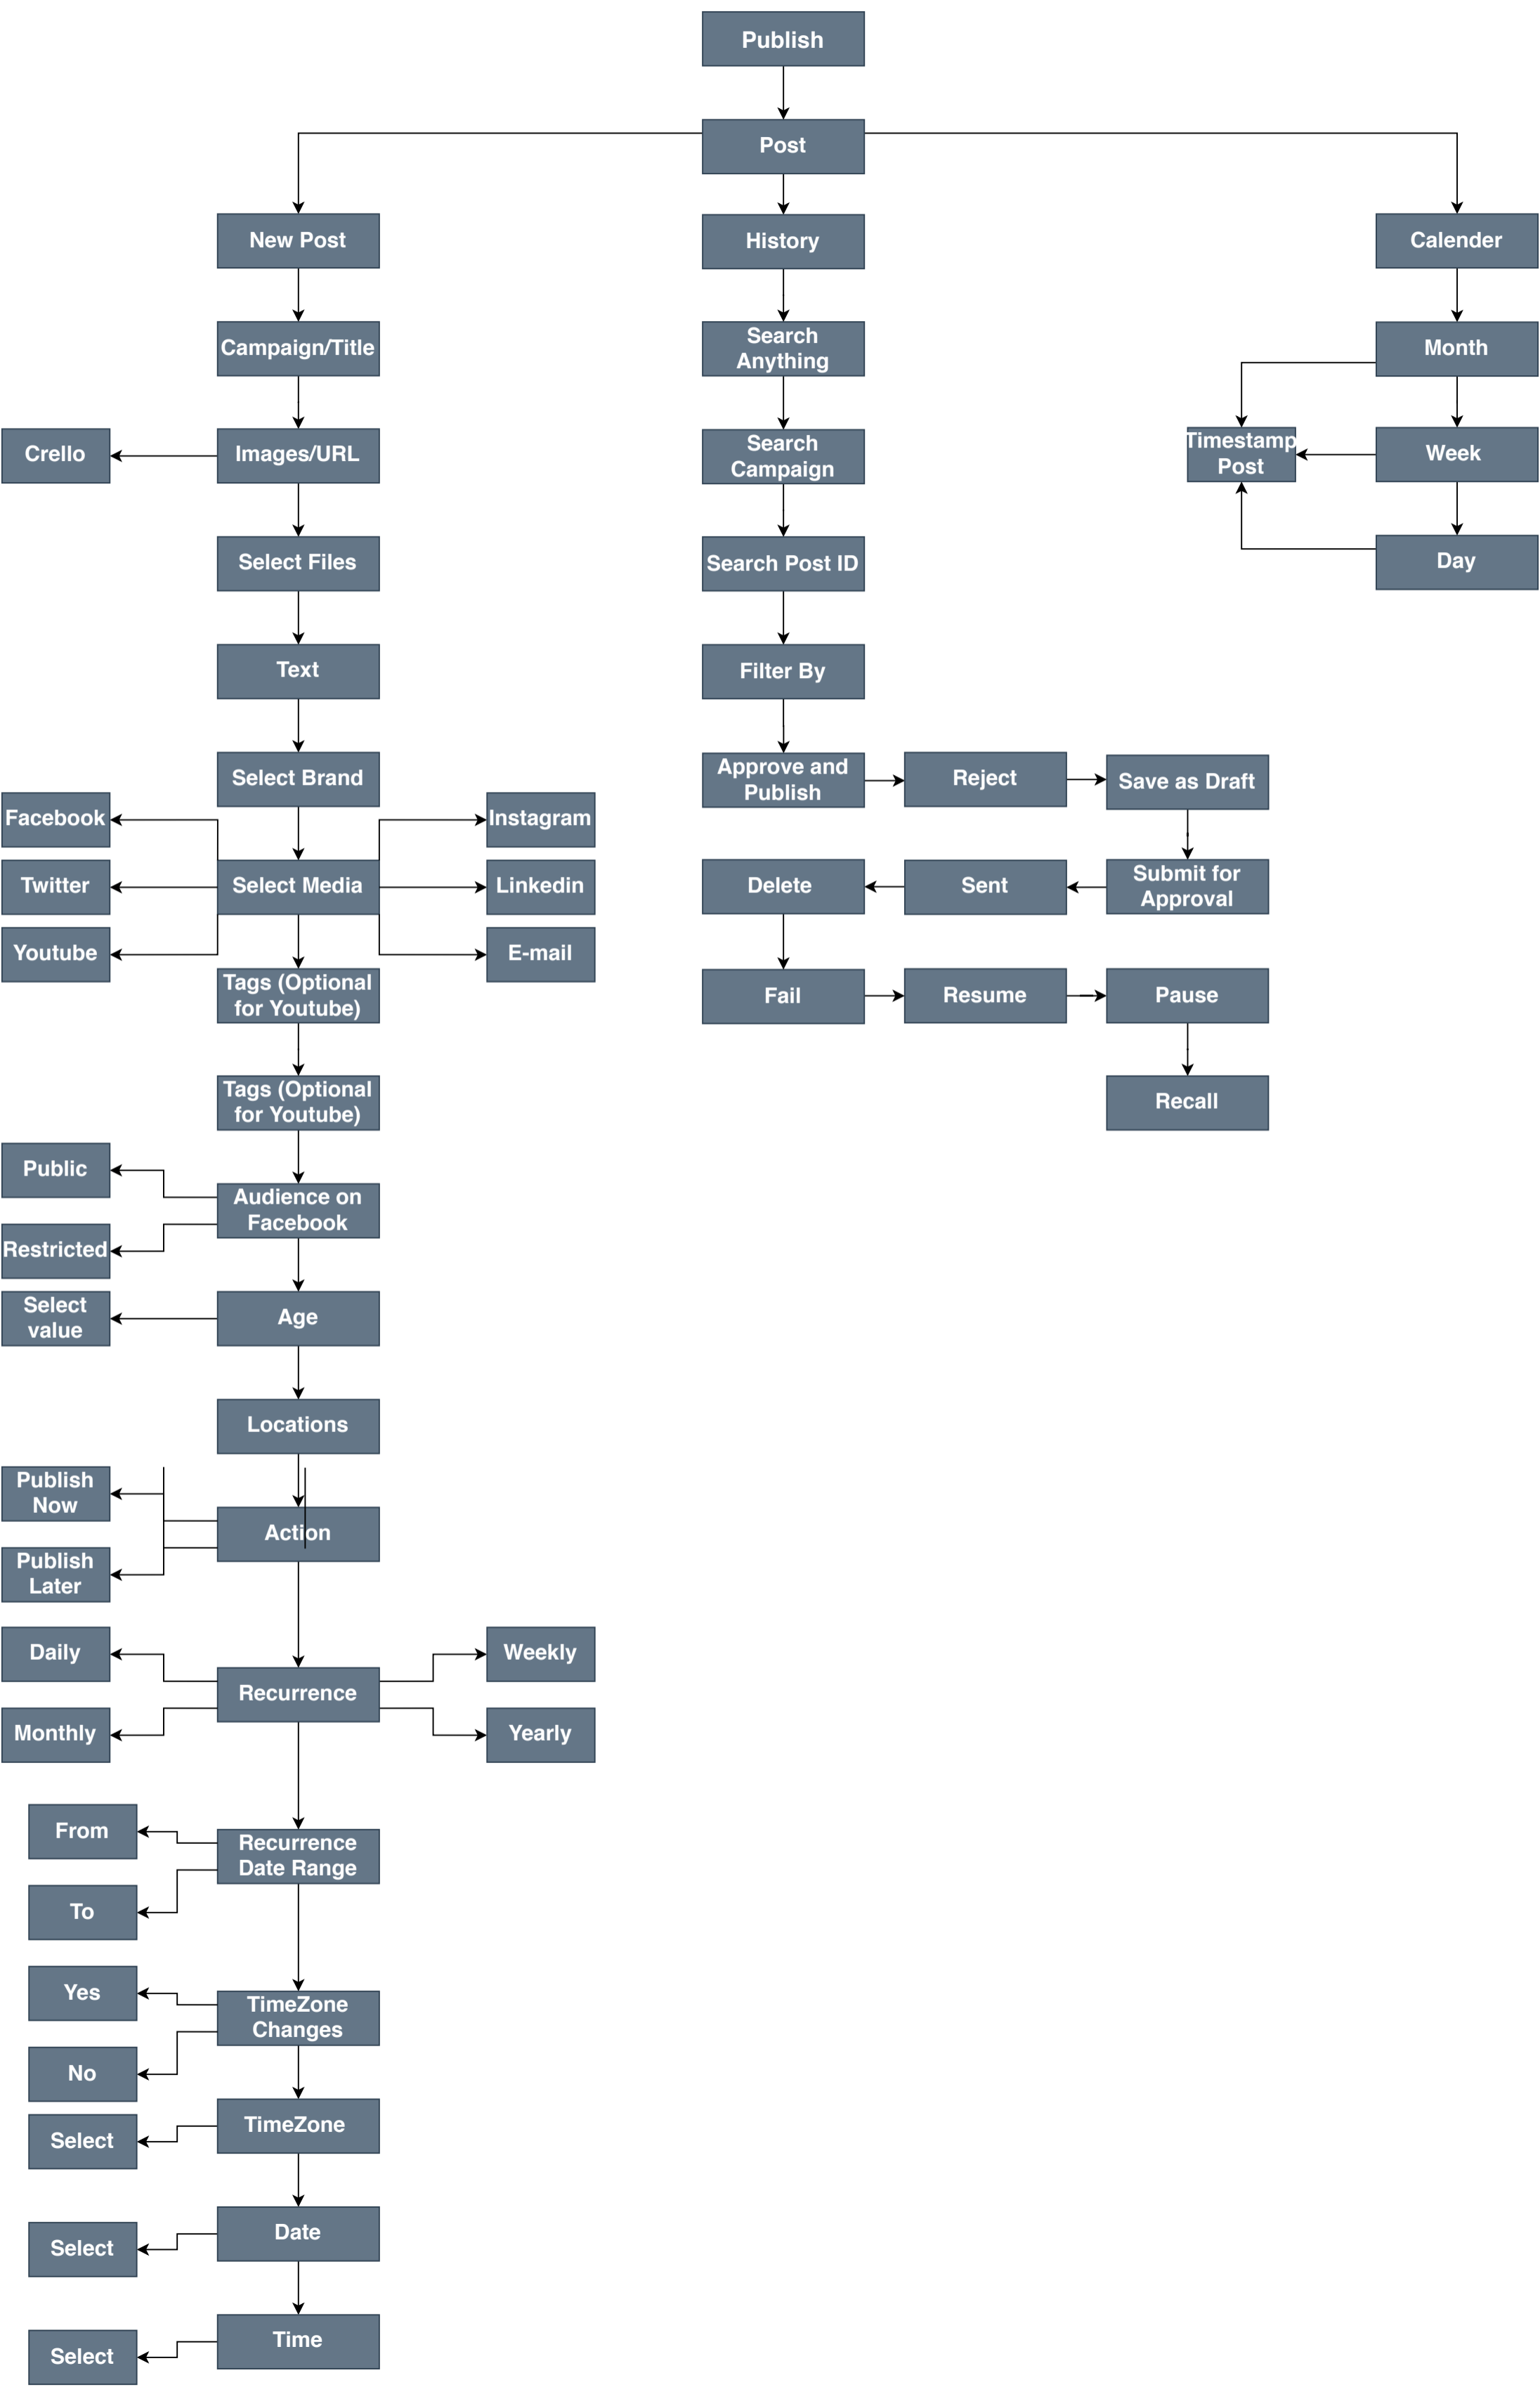 Publish
Post
New Post
History
Calender
Campaign/Title
Search
Anything
Month
Crello
Images/URL
Search
Campaign
Timestamp
Post
Week
Select Files
Search Post ID
Day
Text
Filter By
Select Brand
Approve and
Publish
Reject
Save as Draft
Facebook
Instagram
Twitter
Select Media
Linkedin
Delete
Sent
Submit for
Approval
Youtube
E-mail
Tags (Optional
for Youtube)
Fail
Resume
Pause
Tags (Optional
for Youtube)
Recall
Public
Audience on
Facebook
Restricted
Select
value
Age
Locations
Publish
Now
Action
Publish
Later
Daily
Weekly
Recurrence
Monthly
Yearly
From
Recurrence
Date Range
To
Yes
TimeZone
Changes
No
TimeZone
Select
Date
Select
Time
Select